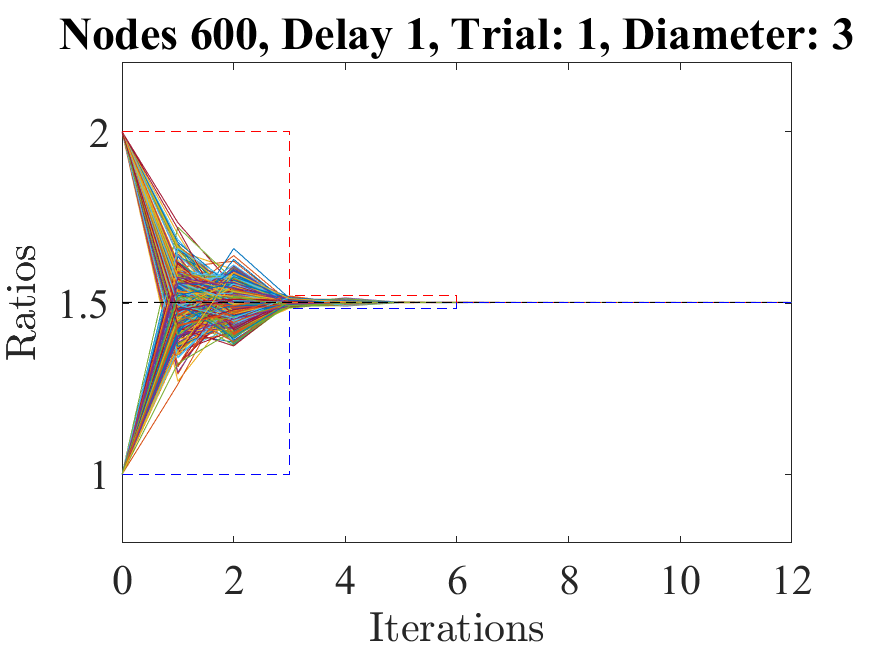 Nodes 600, Delay 1, Trial: 1, Diameter: 3
2
1.5
1
Ratios
0 2 4 6 8 10 12
Iterations